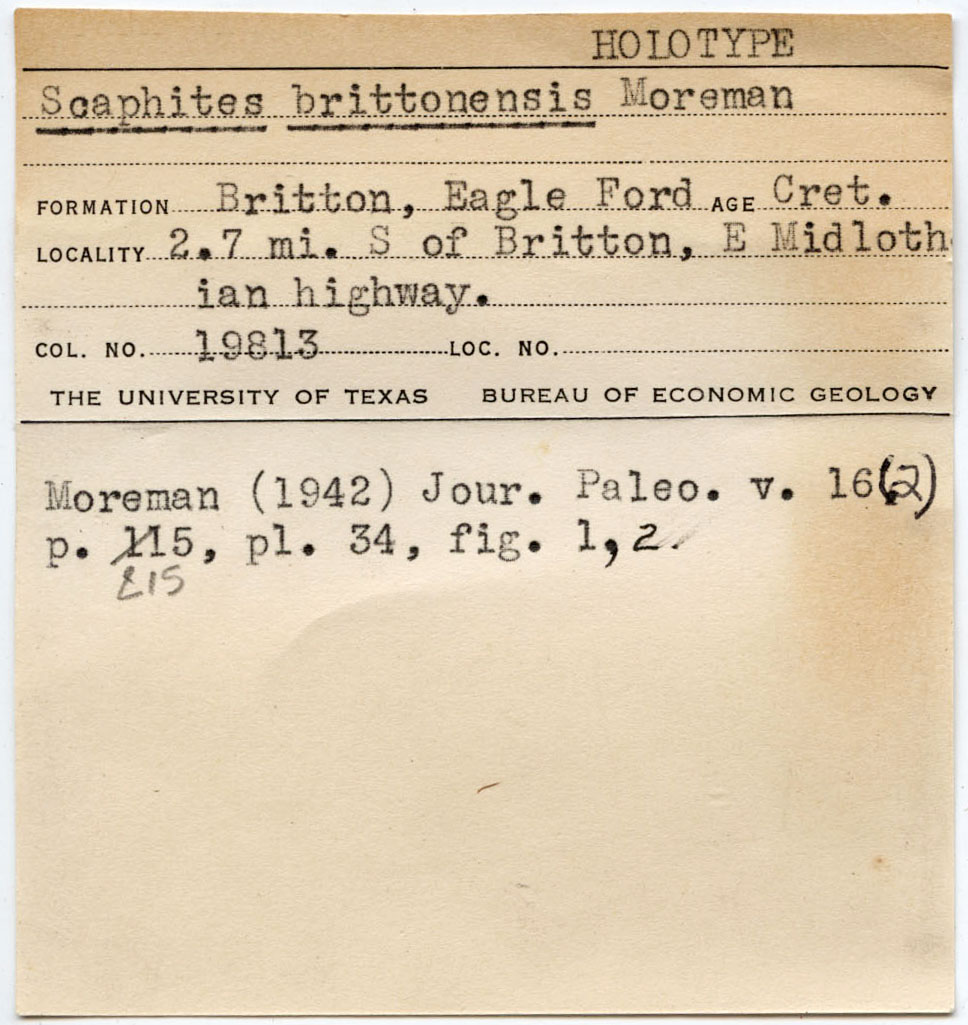 HOLOTYPE
Scaphites brittonensis Moreman
FORMATION Britton, Eagle Ford AGE Cret.
LOCALITY 2.7 mi. S of Britton, E Midloth
ian highway.
COL. NO. 19813 LOC. NO.
THE UNIVERSITY OF TEXAS BUREAU OF ECONOMIC GEOLOGY
Moreman (1942) Jour. Paleo. v. 16(2)
p. 115, pl. 34, fig. 1,2.
215